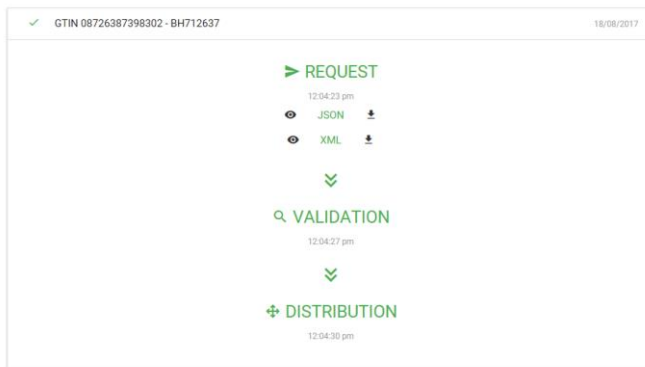 GTIN 08726387398302 - BH712637 18/08/2017
REQUEST
12:04:23 pm
JSON
XML
VALIDATION
12:04:27 pm
DISTRIBUTION
12:04:30 pm